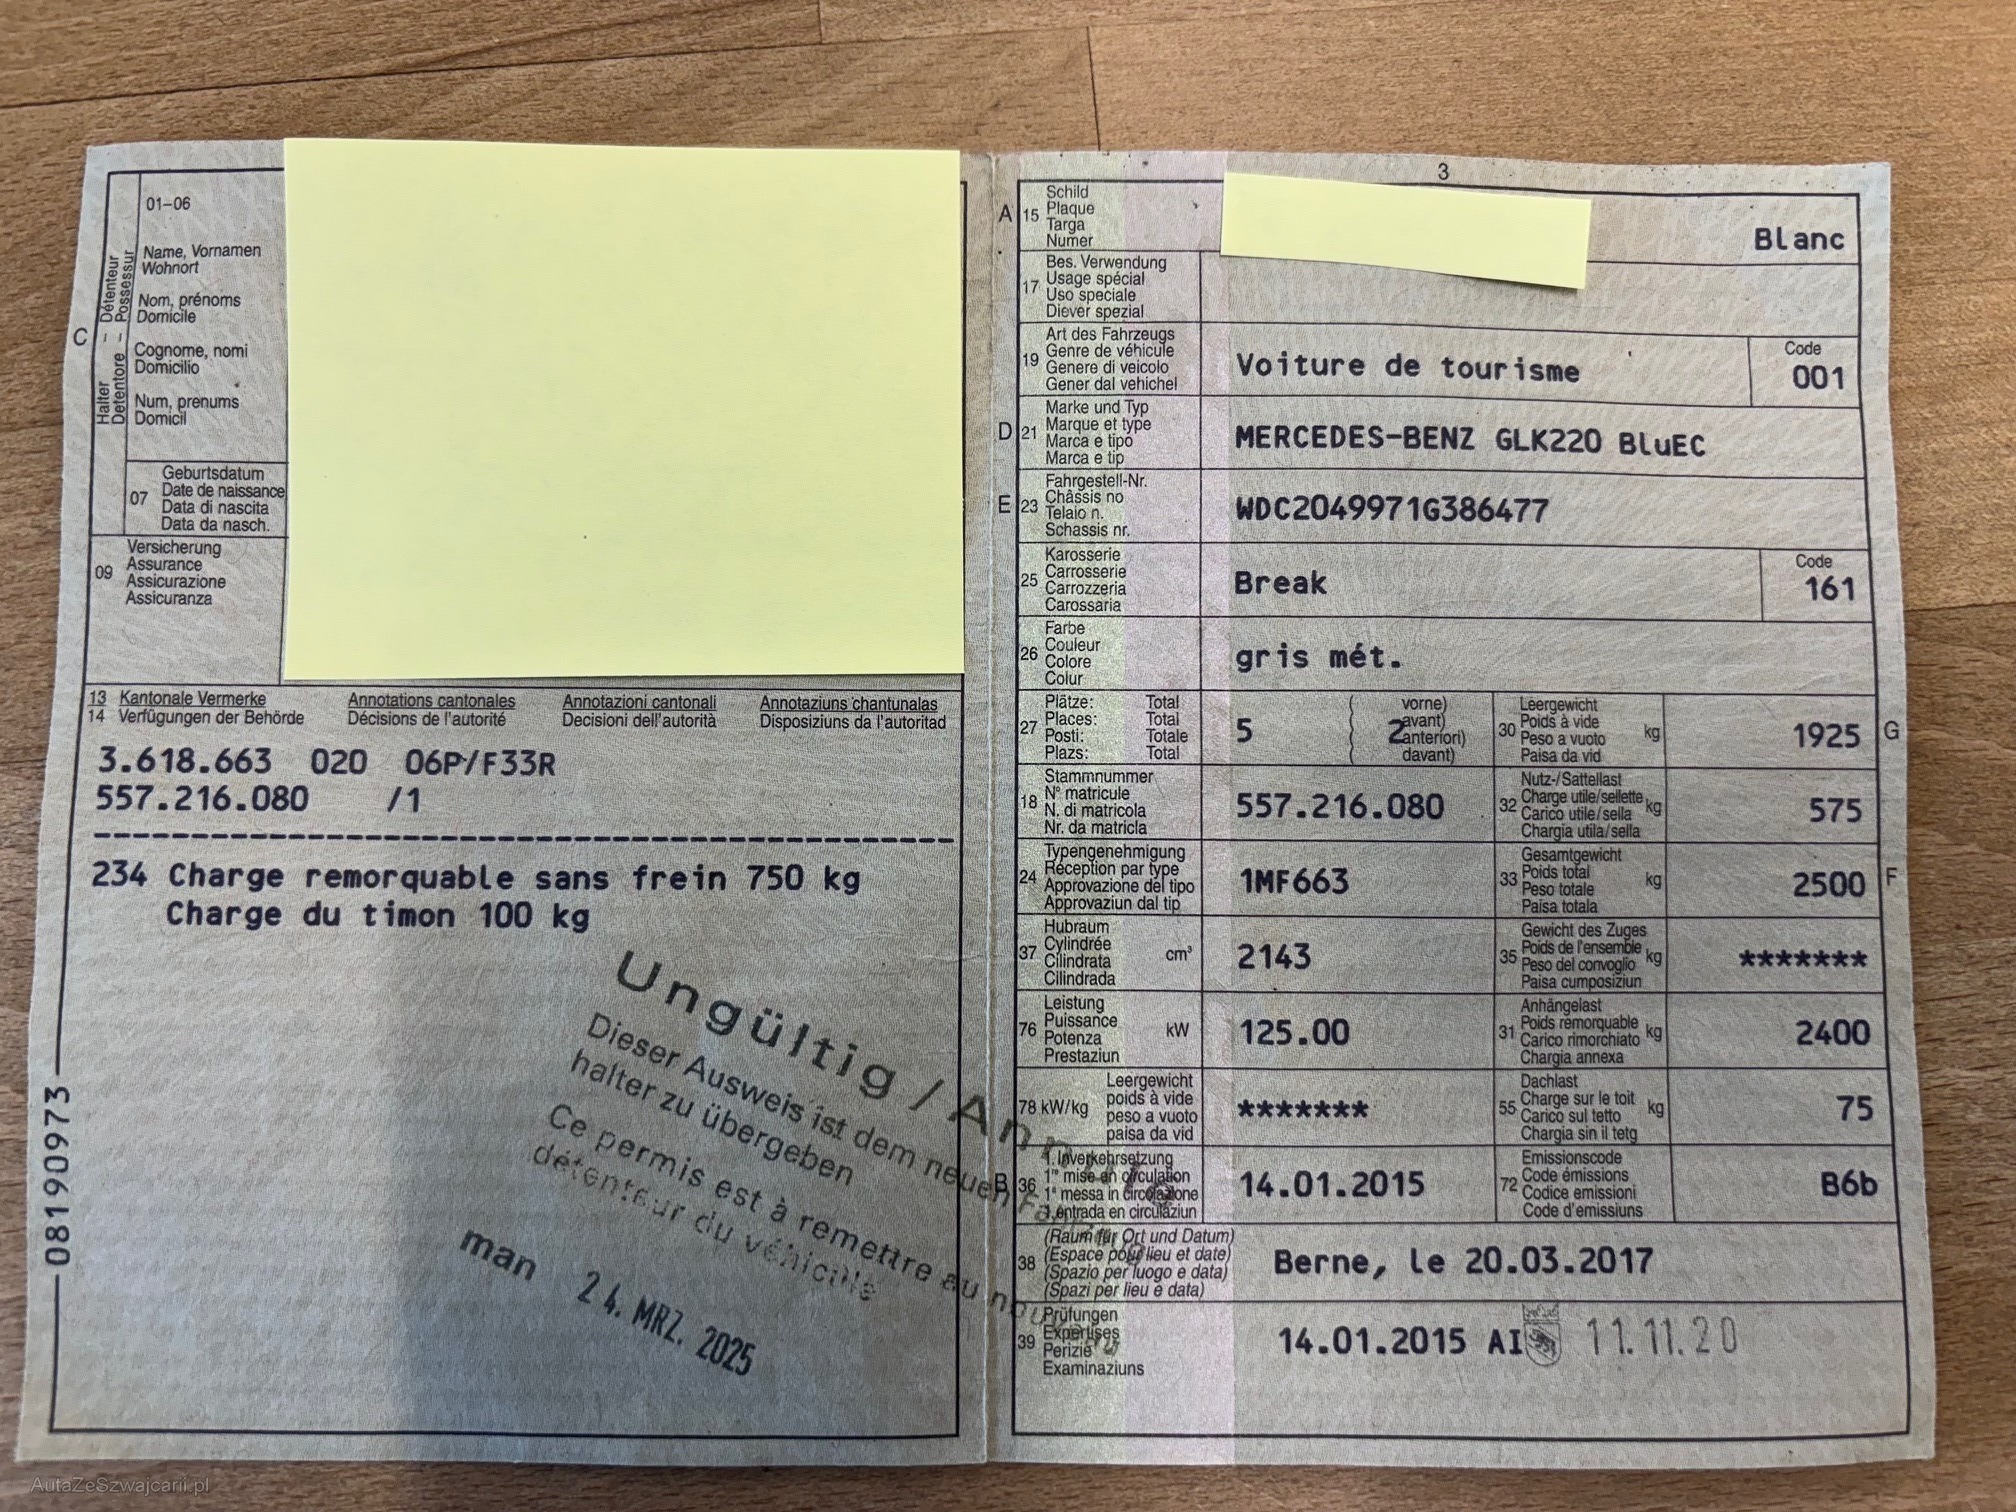 01–06
Halter – Détenteur
Detentore – Possessur
C
Name, Vornamen
Wohnort
Nom, prénoms
Domicile
Cognome, nomi
Domicilio
Num, prenums
Domicil
07
Geburtsdatum
Date de naissance
Data di nascita
Data da nasch.
09
Versicherung
Assurance
Assicurazione
Assicuranza
13 Kantonale Vermerke Annotations cantonales Annotazioni cantonali Annotaziuns chantunalas
14 Verfügungen der Behörde Décisions de l'autorité Decisioni dell'autorità Disposiziuns da l'autoritad
3.618.663 020 06P/F33R
557.216.080 /1
234 Charge remorquable sans frein 750 kg
Charge du timon 100 kg
Ungültig / Annulé
Dieser Ausweis ist dem neuen Fahrzeug
halter zu übergeben
Ce permis est à remettre au nouveau
détenteur du véhicule
man 24. MRZ. 2025
08190973
3
A 15
Schild
Plaque
Targa
Numer
Blanc
17
Bes. Verwendung
Usage spécial
Uso speciale
Diever spezial
19
Art des Fahrzeugs
Genre de véhicule
Genere di veicolo
Gener dal vehichel
Voiture de tourisme
Code
001
D 21
Marke und Typ
Marque et type
Marca e tipo
Marca e tip
MERCEDES-BENZ GLK220 BluEC
E 23
Fahrgestell-Nr.
Châssis no
Telaio n.
Schassis nr.
WDC2049971G386477
25
Karosserie
Carrosserie
Carrozzeria
Carossaria
Break
Code
161
26
Farbe
Couleur
Colore
Colur
gris mét.
27
Plätze: Total
Places: Total
Posti: Totale
Plazs: Total
5
2
vorne)
avant)
anteriori)
davant)
30
Leergewicht
Poids à vide
Peso a vuoto
Paisa da vid
kg
1925
G
18
Stammnummer
N° matricule
N. di matricola
Nr. da matricla
557.216.080
32
Nutz-/Sattellast
Charge utile/sellette
Carico utile/sella
Chargia utila/sella
kg
575
24
Typengenehmigung
Réception par type
Approvazione del tipo
Approvaziun dal tip
1MF663
33
Gesamtgewicht
Poids total
Peso totale
Paisa totala
kg
2500
F
37
Hubraum
Cylindrée
Cilindrata
Cilindrada
cm³
2143
35
Gewicht des Zuges
Poids de l'ensemble
Peso del convoglio
Paisa cumposiziun
kg
*******
76
Leistung
Puissance
Potenza
Prestaziun
kW
125.00
31
Anhängelast
Poids remorquable
Carico rimorchiato
Chargia annexa
kg
2400
78 kW/kg
Leergewicht
poids à vide
peso a vuoto
paisa da vid
*******
55
Dachlast
Charge sur le toit
Carico sul tetto
Chargia sin il tetg
kg
75
B 36
1. Inverkehrsetzung
1re mise en circulation
1a messa in circolazione
1. entrada en circulaziun
14.01.2015
72
Emissionscode
Code émissions
Codice emissioni
Code d'emissiuns
B6b
38
(Raum für Ort und Datum)
(Espace pour lieu et date)
(Spazio per luogo e data)
(Spazi per lieu e data)
Berne, le 20.03.2017
39
Prüfungen
Expertises
Perizie
Examinaziuns
14.01.2015 AI 11.11.20
AutaZeSzwajcarii.pl